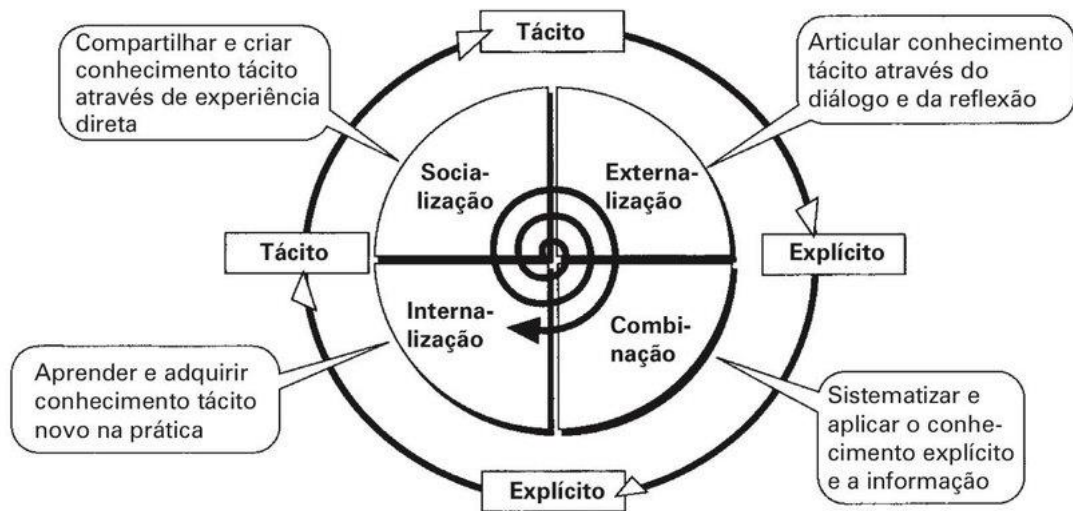 Tácito
Compartilhar e criar
conhecimento tácito
através de experiência
direta
Articular conhecimento
tácito através do
diálogo e da reflexão
Socia-
lização
Externa-
lização
Tácito
Explícito
Interna-
lização
Combi-
nação
Aprender e adquirir
conhecimento tácito
novo na prática
Sistematizar e
aplicar o conhe-
cimento explícito
e a informação
Explícito